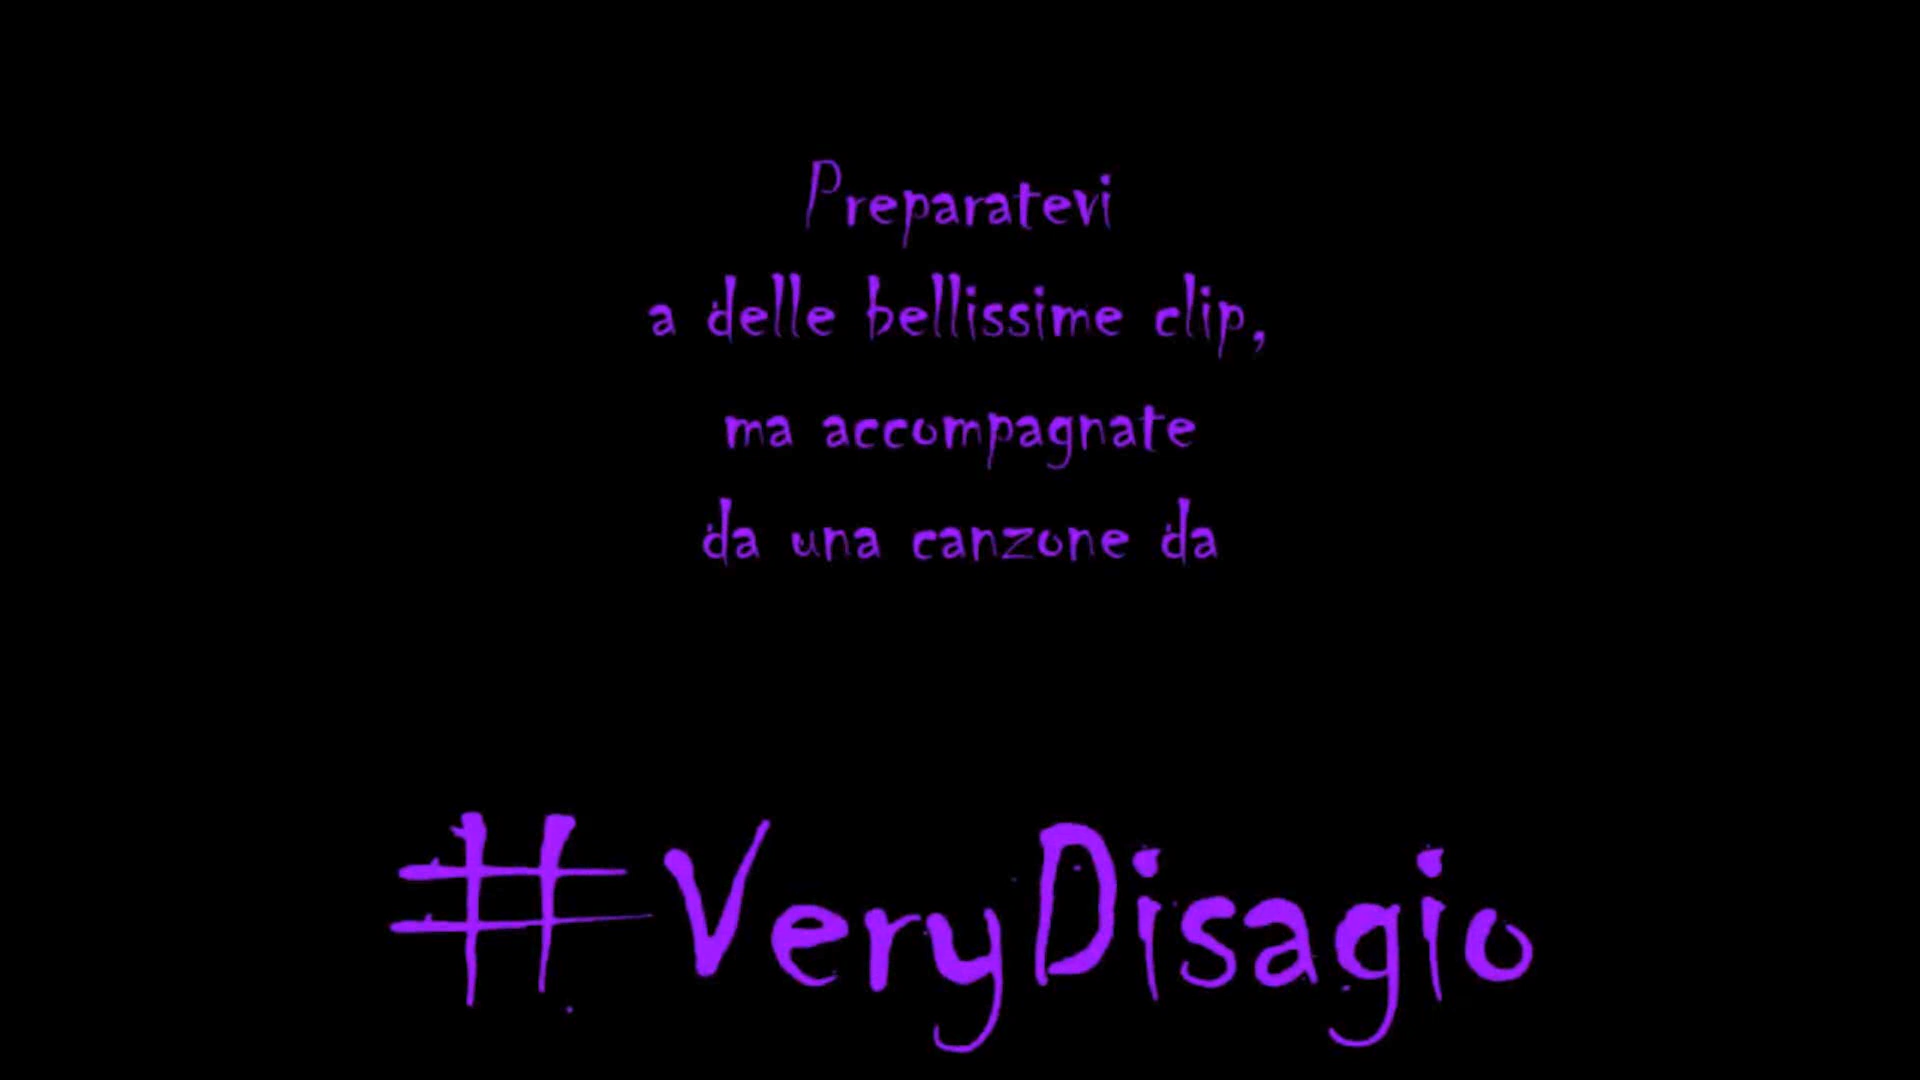 Preparatevi
a delle bellissime clip,
ma accompagnate
da una canzone da
#VeryDisagio